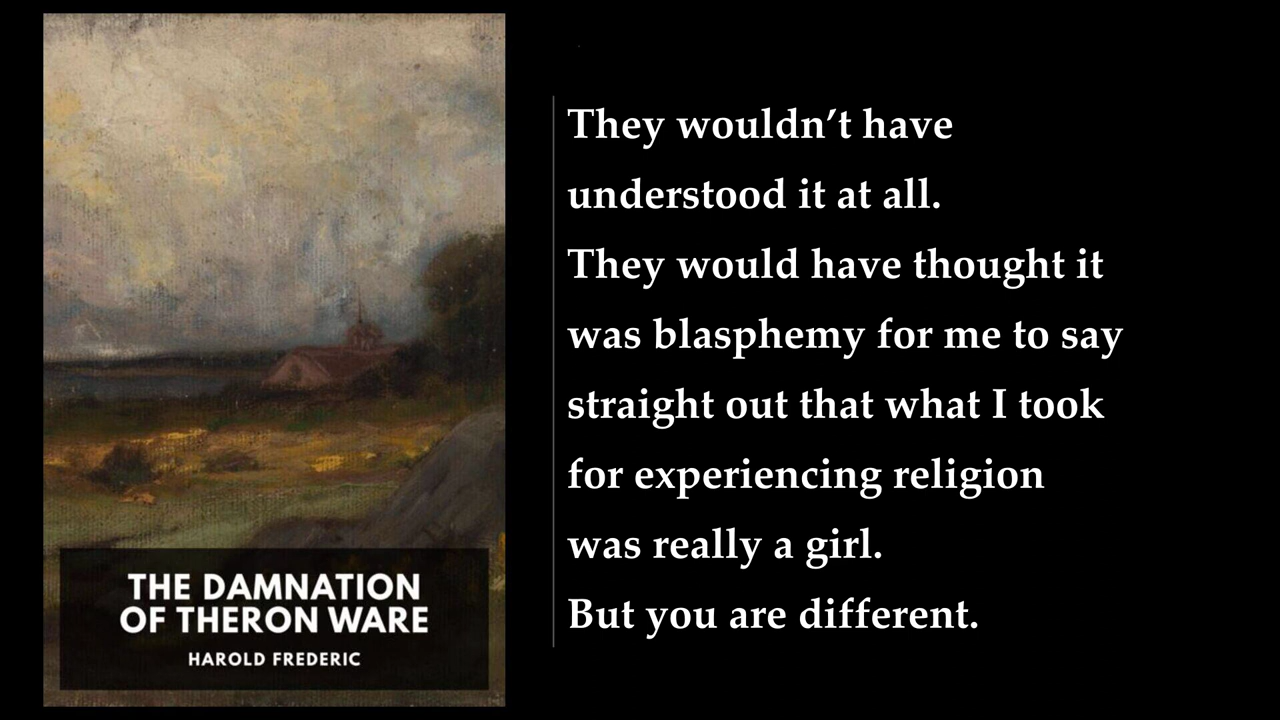 They wouldn’t have
understood it at all.
They would have thought it
was blasphemy for me to say
straight out that what I took
for experiencing religion
was really a girl.
But you are different.
THE DAMNATION
OF THERON WARE
HAROLD FREDERIC